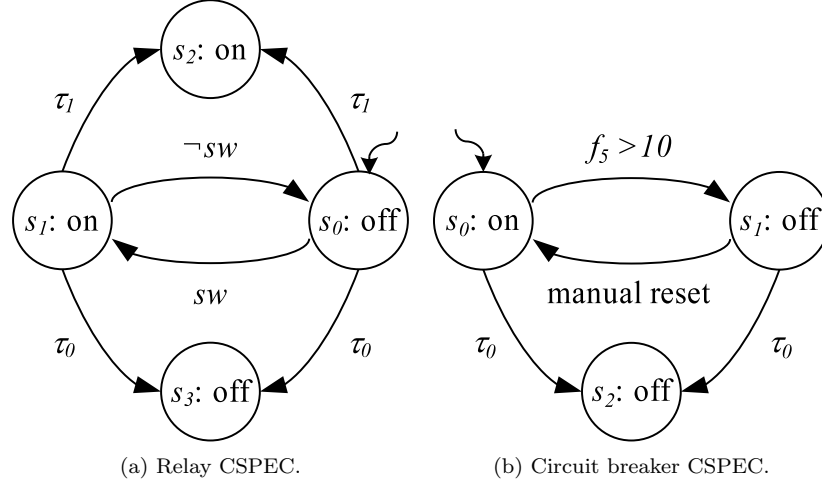 s2: on
τ1 τ1
¬sw f5 >10
s1: on s0: off s0: on s1: off
sw manual reset
τ0 τ0 τ0 τ0
s3: off s2: off
(a) Relay CSPEC. (b) Circuit breaker CSPEC.